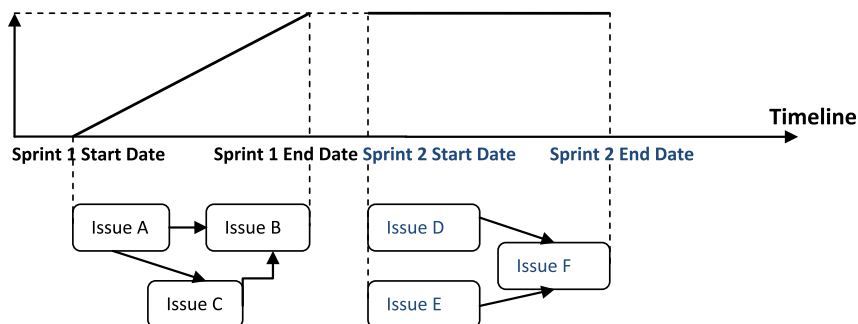 Timeline
Sprint 1 Start Date
Sprint 1 End Date
Sprint 2 Start Date
Sprint 2 End Date
Issue A
Issue B
Issue D
Issue F
Issue C
Issue E